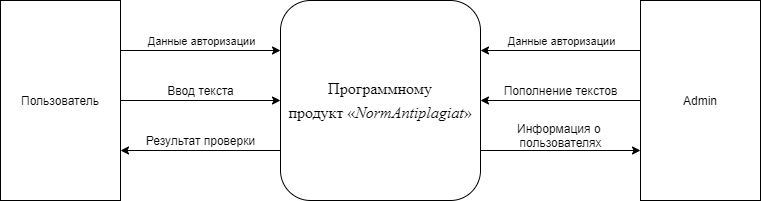 Пользователь
Данные авторизации
Ввод текста
Результат проверки
Программному
продукт «NormAntiplagiat»
Данные авторизации
Пополнение текстов
Информация о
пользователях
Admin